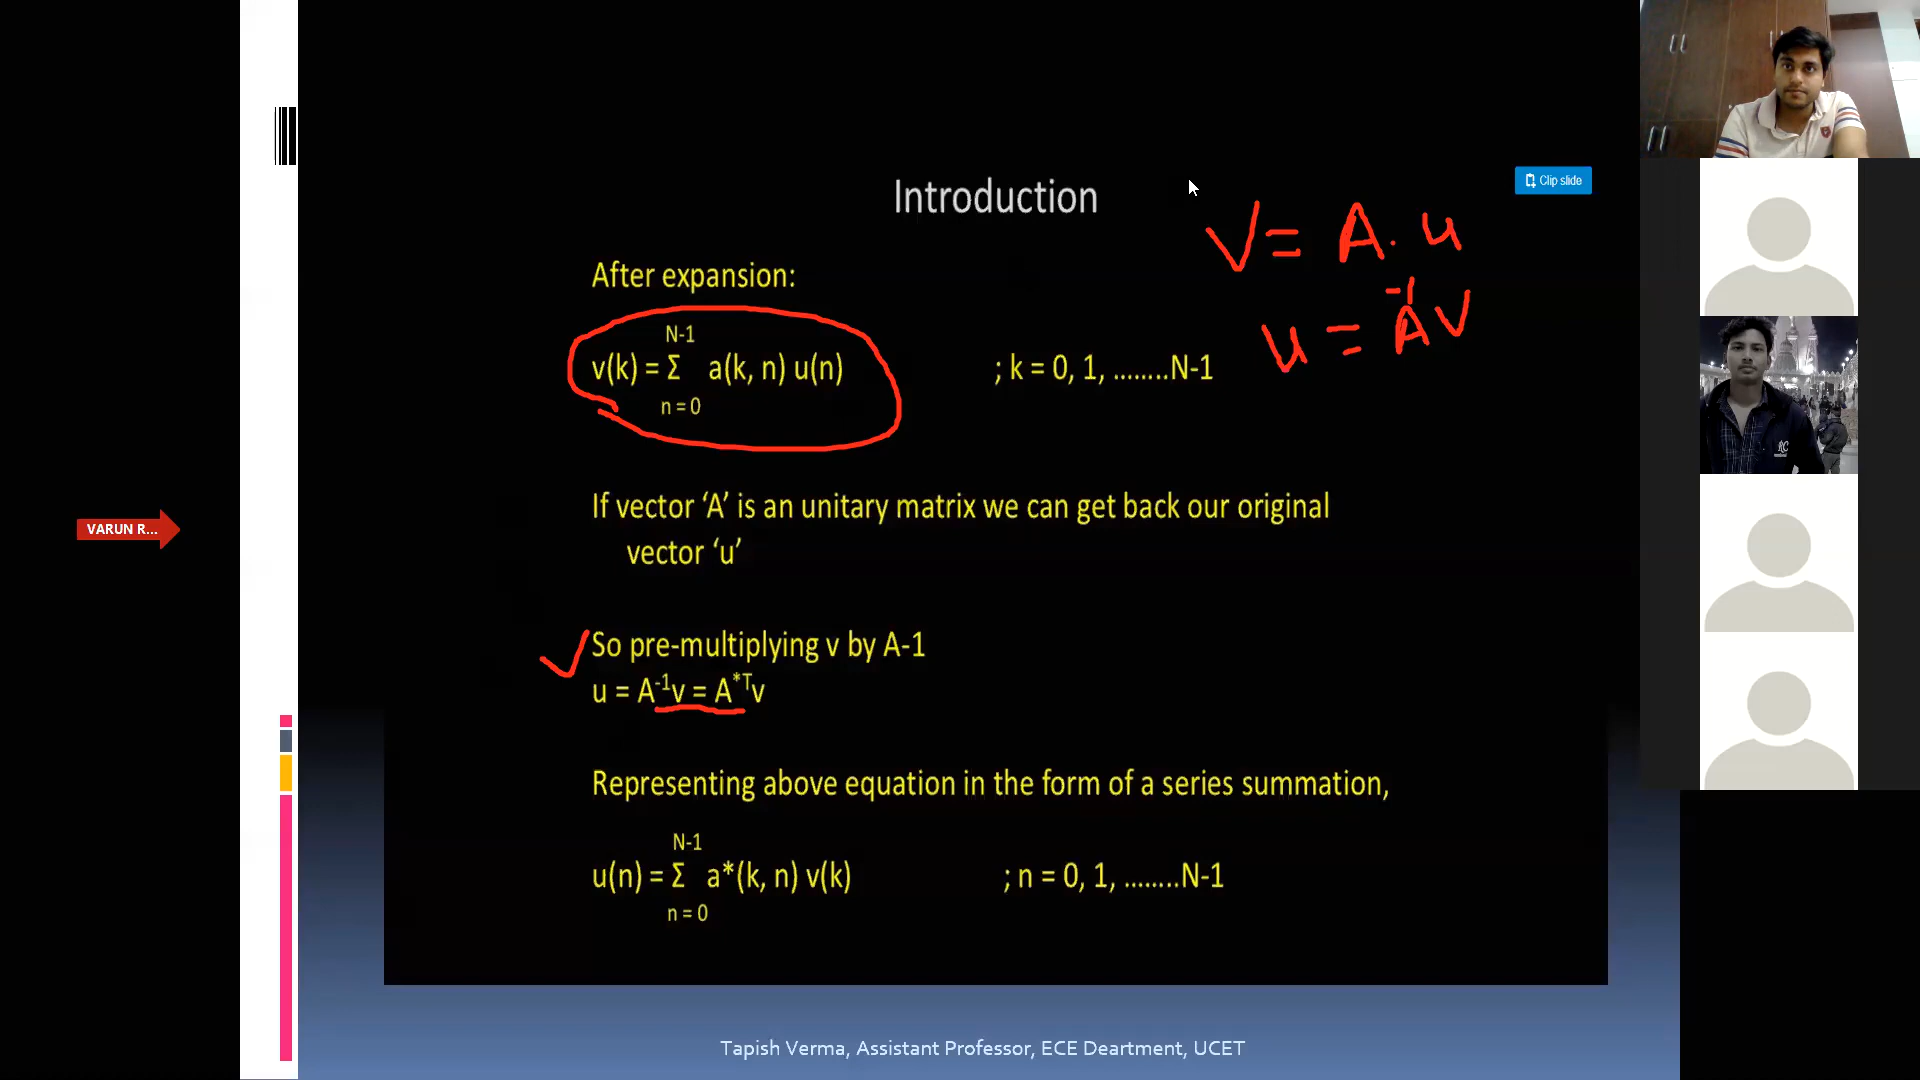 Introduction
Clip slide
V = A. u
After expansion:
u = A-1 V
N-1
v(k) = Σ a(k, n) u(n) ; k = 0, 1, ........N-1
n = 0
If vector ‘A’ is an unitary matrix we can get back our original
vector ‘u’
VARUN R...
So pre-multiplying v by A-1
u = A-1v = A*Tv
Representing above equation in the form of a series summation,
N-1
u(n) = Σ a*(k, n) v(k) ; n = 0, 1, ........N-1
n = 0
Tapish Verma, Assistant Professor, ECE Deartment, UCET